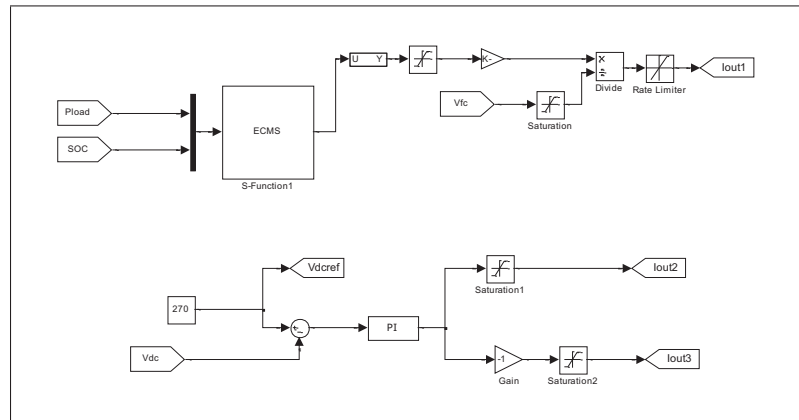 U Y
K-
×
÷
Iout1
Divide
Rate Limiter
Vfc
Saturation
Pload
SOC
ECMS
S-Function1
Vdcref
270
Vdc
PI
Saturation1
Iout2
-1
Gain
Saturation2
Iout3